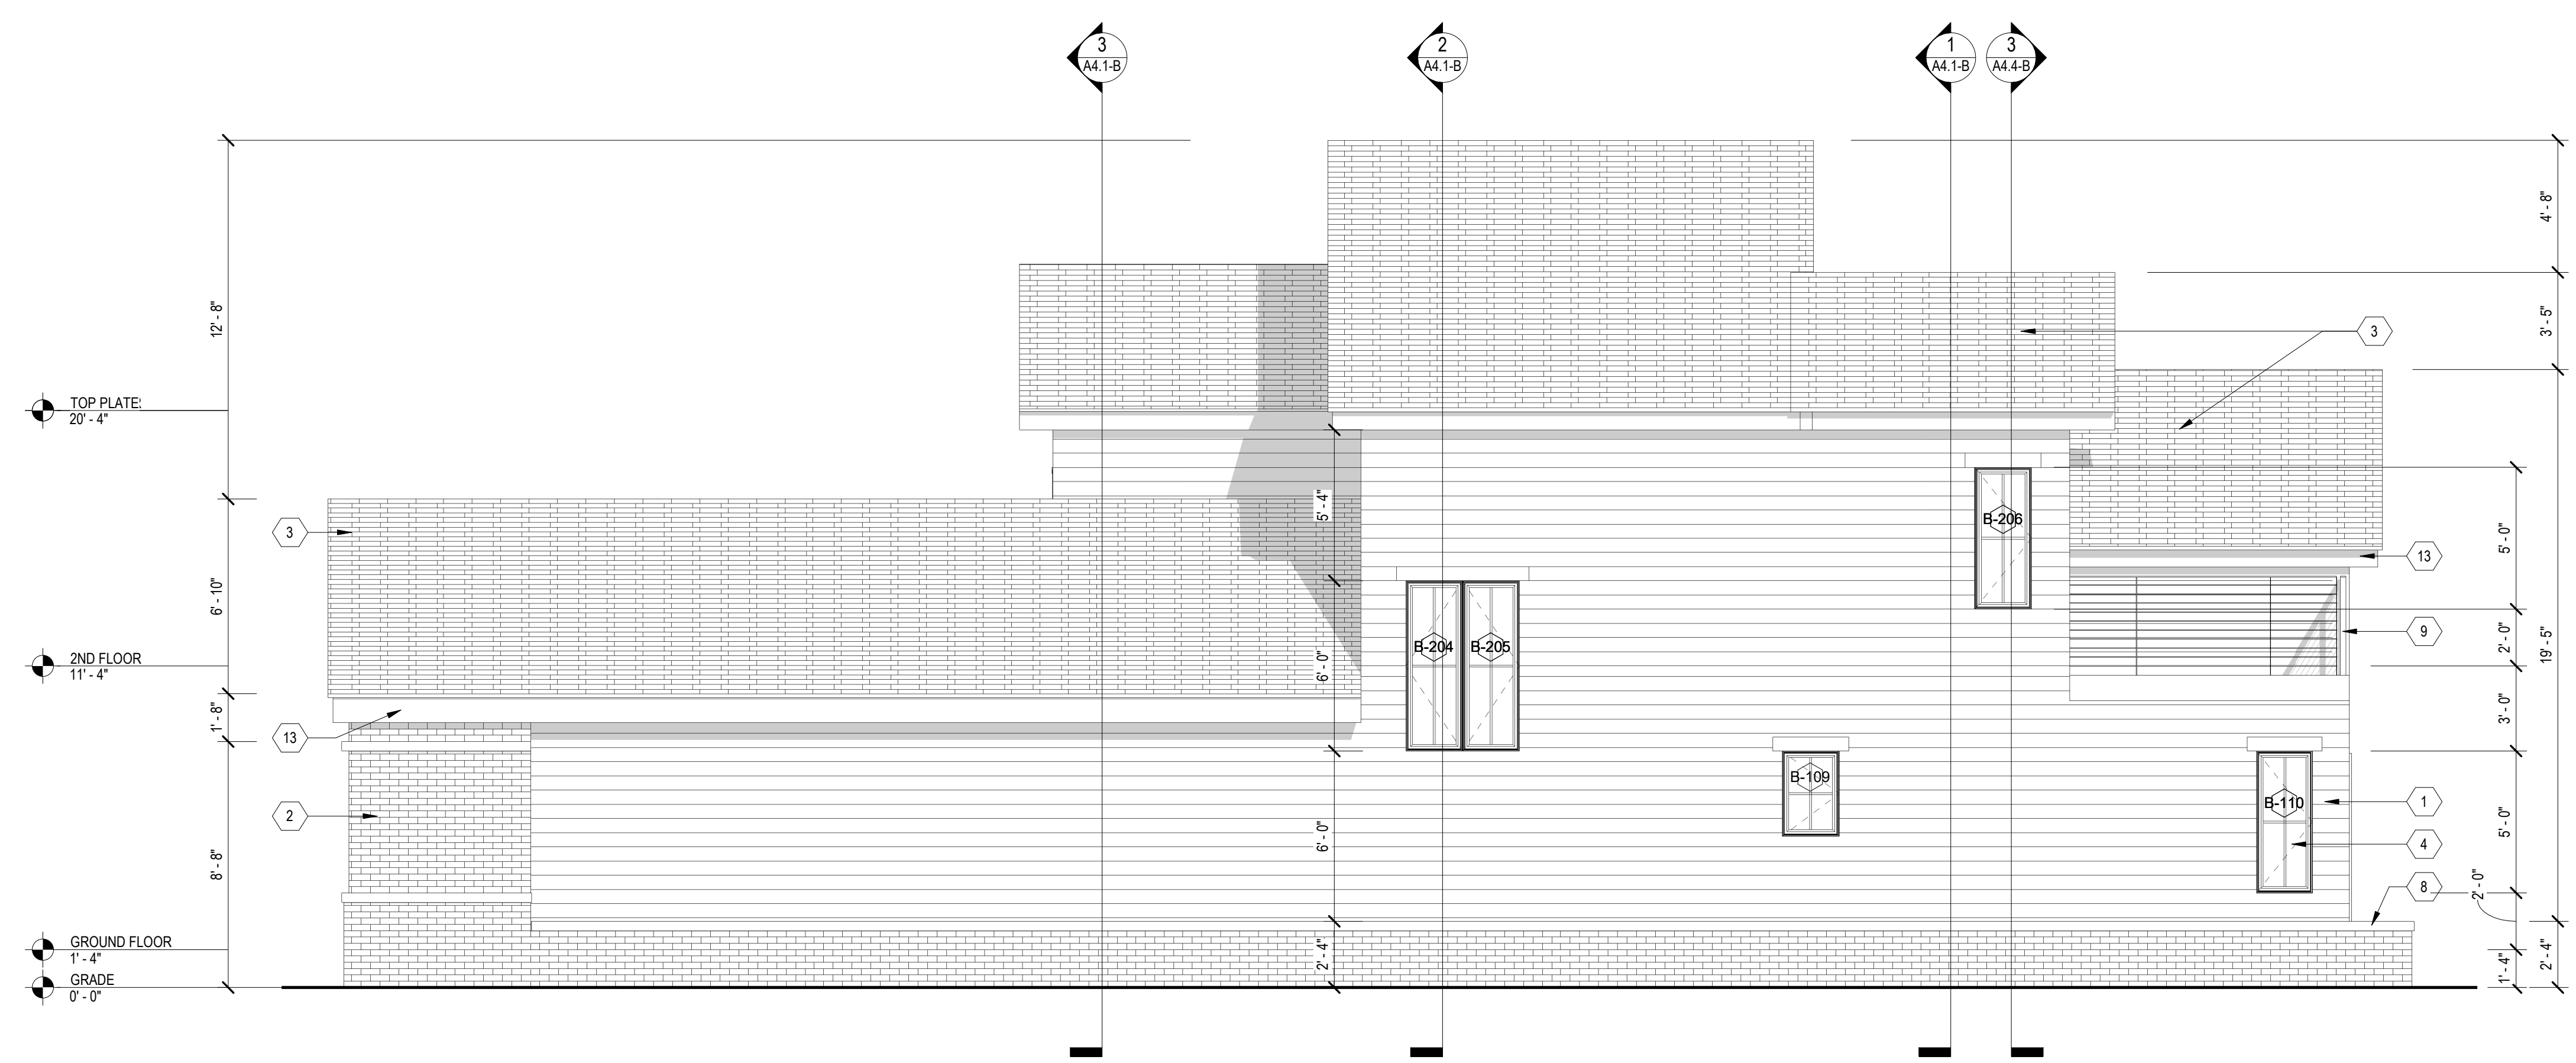 3
A4.1-B
2
A4.1-B
1
A4.1-B
3
A4.4-B
12' - 8"
6' - 10"
1' - 8"
8' - 8"
TOP PLATE
20' - 4"
2ND FLOOR
11' - 4"
GROUND FLOOR
1' - 4"
GRADE
0' - 0"
3
13
2
5' - 4"
6' - 0"
6' - 0"
2' - 4"
B-204
B-205
B-206
B-109
B-110
3
13
9
1
4
8
5' - 0"
2' - 0"
3' - 0"
5' - 0"
2' - 0"
1' - 4"
4' - 8"
3' - 5"
19' - 5"
2' - 4"